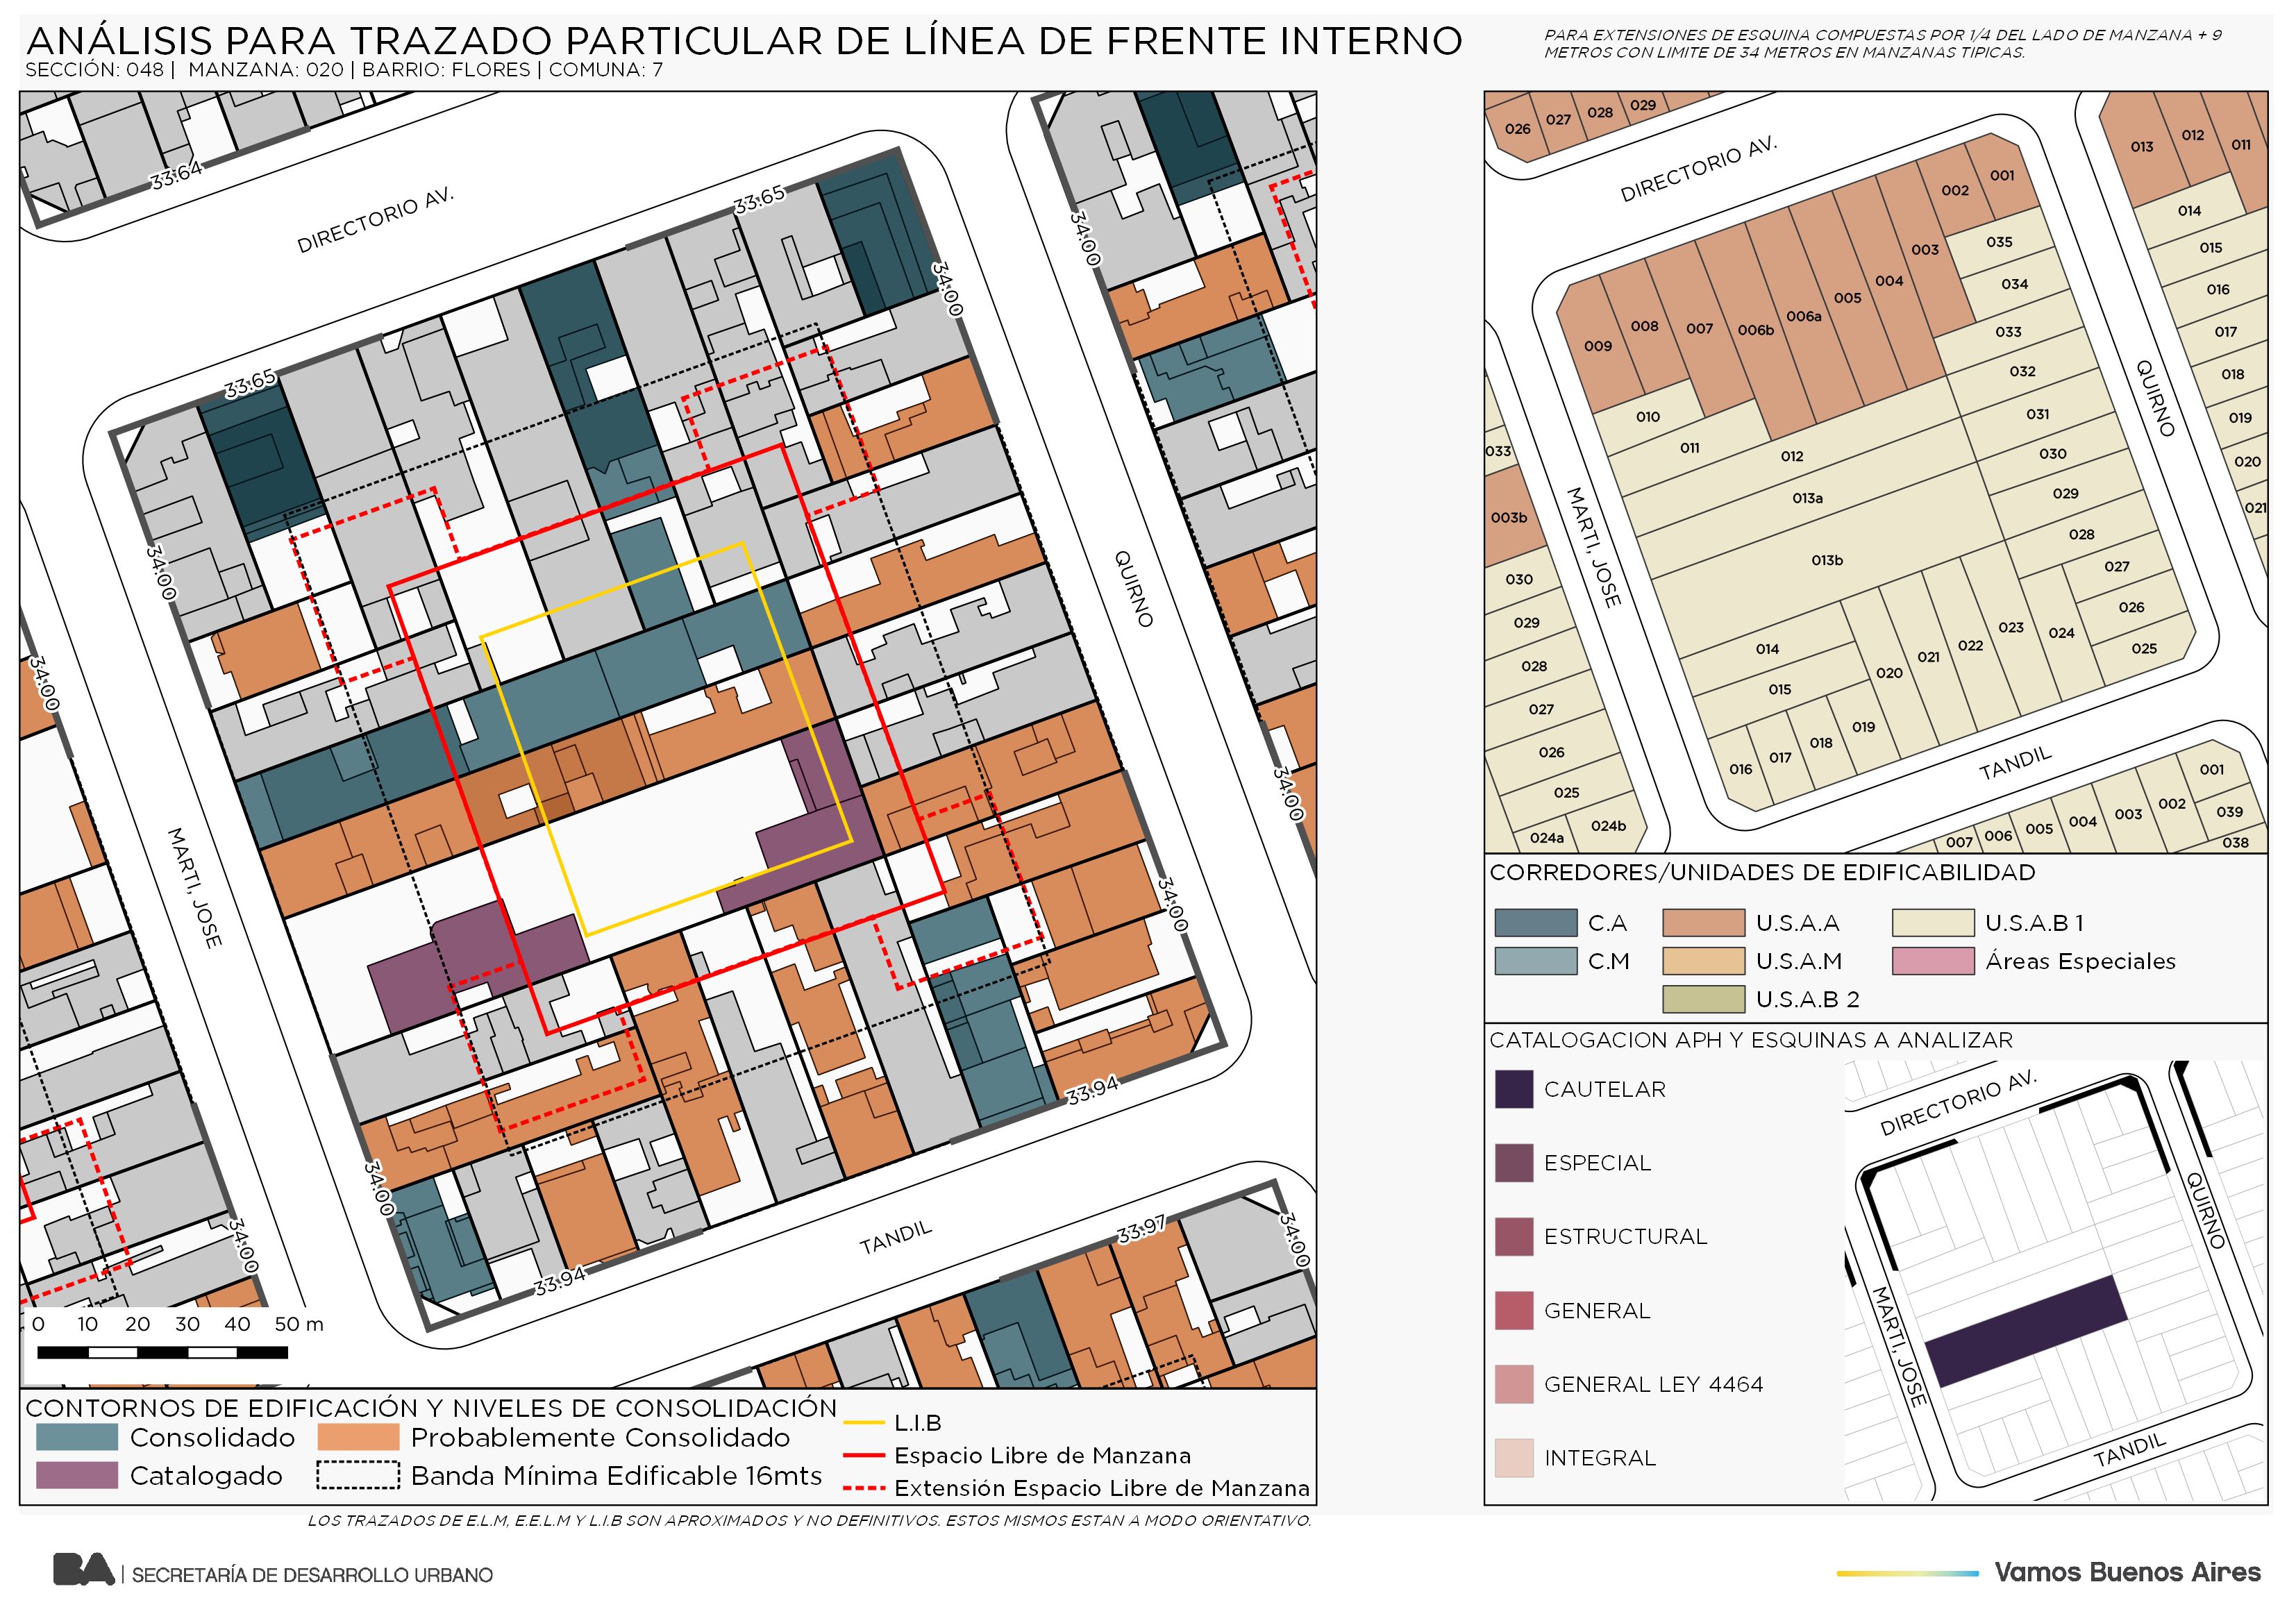 ANÁLISIS PARA TRAZADO PARTICULAR DE LÍNEA DE FRENTE INTERNO
SECCIÓN: 048 | MANZANA: 020 | BARRIO: FLORES | COMUNA: 7
PARA EXTENSIONES DE ESQUINA COMPUESTAS POR 1/4 DEL LADO DE MANZANA + 9
METROS CON LIMITE DE 34 METROS EN MANZANAS TIPICAS.
33.64
DIRECTORIO AV.
33.65
34.00
34.00
33.65
34.00
QUIRNO
34.00
MARTI, JOSE
34.00
34.00
33.94
34.00
34.00
TANDIL
33.97
34.00
33.94
0 10 20 30 40 50 m
CONTORNOS DE EDIFICACIÓN Y NIVELES DE CONSOLIDACIÓN
Consolidado
Probablemente Consolidado
Catalogado
Banda Mínima Edificable 16mts
L.I.B
Espacio Libre de Manzana
Extensión Espacio Libre de Manzana
LOS TRAZADOS DE E.L.M, E.E.L.M Y L.I.B SON APROXIMADOS Y NO DEFINITIVOS. ESTOS MISMOS ESTAN A MODO ORIENTATIVO.
026 027 028 029
DIRECTORIO AV.
013 012 011
014
015
016
017
018
019
020
021
001
002
003
004
005
006a
006b
007
008
009
035
034
033
032
031
030
029
028
027
026
025
010
011
012
013a
013b
014
015
016
017
018
019
020
021
022
023
024
QUIRNO
MARTI, JOSE
TANDIL
033
003b
030
029
028
027
026
025
024a
024b
007 006 005 004 003 002 001
039
038
CORREDORES/UNIDADES DE EDIFICABILIDAD
C.A
U.S.A.A
U.S.A.B 1
C.M
U.S.A.M
Áreas Especiales
U.S.A.B 2
CATALOGACION APH Y ESQUINAS A ANALIZAR
CAUTELAR
ESPECIAL
ESTRUCTURAL
GENERAL
GENERAL LEY 4464
INTEGRAL
DIRECTORIO AV.
QUIRNO
MARTI, JOSE
TANDIL
BA | SECRETARÍA DE DESARROLLO URBANO
Vamos Buenos Aires